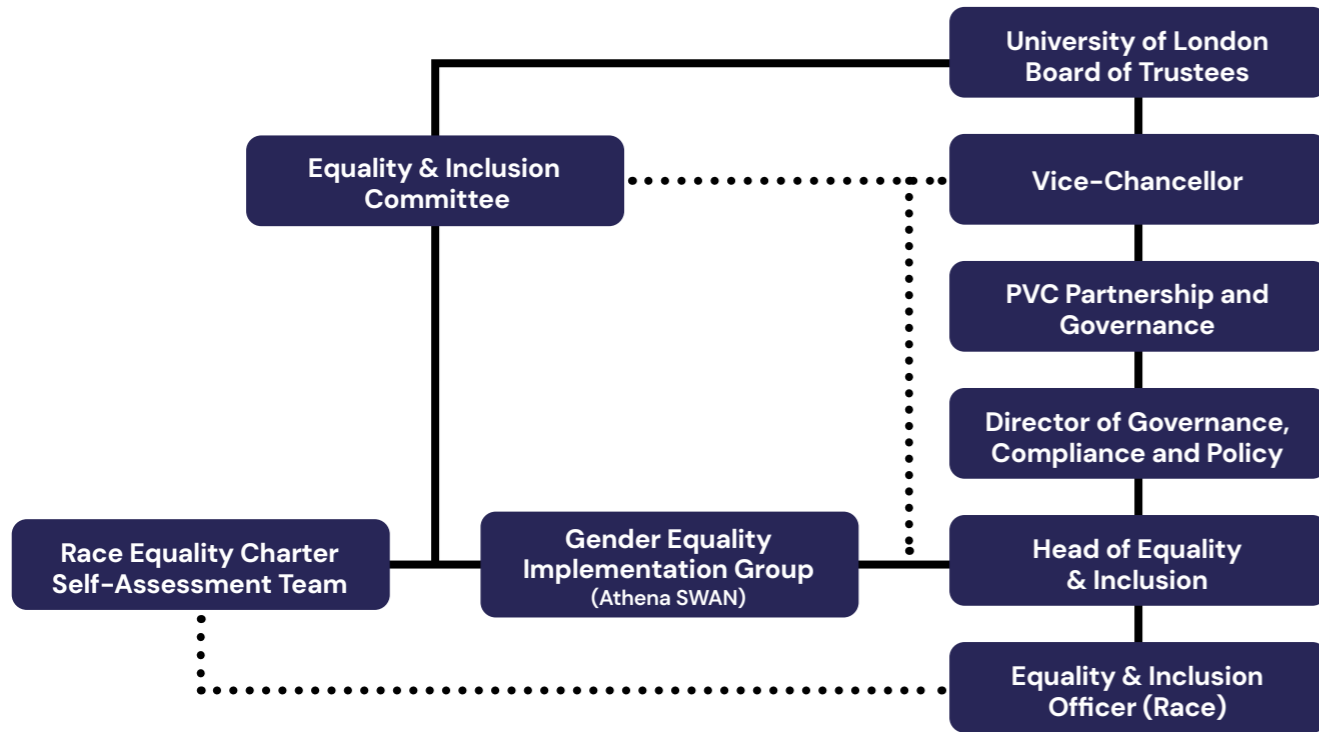 University of London
Board of Trustees
Equality & Inclusion
Committee
Vice-Chancellor
PVC Partnership and
Governance
Director of Governance,
Compliance and Policy
Race Equality Charter
Self-Assessment Team
Gender Equality
Implementation Group
(Athena SWAN)
Head of Equality
& Inclusion
Equality & Inclusion
Officer (Race)